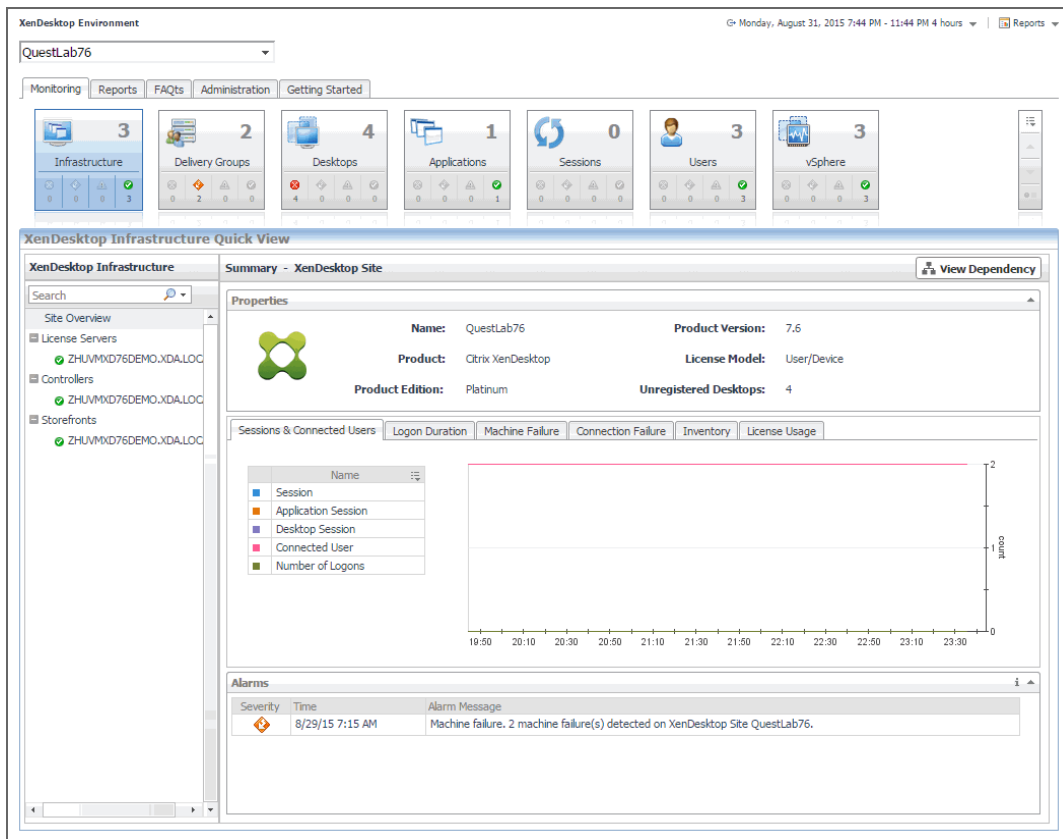 XenDesktop Environment
Monday, August 31, 2015 7:44 PM - 11:44 PM 4 hours | Reports
QuestLab76
Monitoring Reports FAQts Administration Getting Started
3 2 4 1 0 3 3
Infrastructure Delivery Groups Desktops Applications Sessions Users vSphere
0 0 0 3 0 2 0 0 4 0 0 0 0 0 0 1 0 0 0 0 0 0 0 3 0 0 0 3
XenDesktop Infrastructure Quick View
XenDesktop Infrastructure
Search
Site Overview
License Servers
ZHUVMXD76DEMO.XDA.LOC
Controllers
ZHUVMXD76DEMO.XDA.LOC
Storefronts
ZHUVMXD76DEMO.XDA.LOC
Summary - XenDesktop Site
View Dependency
Properties
Name: QuestLab76 Product Version: 7.6
Product: Citrix XenDesktop License Model: User/Device
Product Edition: Platinum Unregistered Desktops: 4
Sessions & Connected Users Logon Duration Machine Failure Connection Failure Inventory License Usage
Name
Session
Application Session
Desktop Session
Connected User
Number of Logons
2
1
0
count
19:50 20:10 20:30 20:50 21:10 21:30 21:50 22:10 22:30 22:50 23:10 23:30
Alarms
Severity Time Alarm Message
8/29/15 7:15 AM Machine failure. 2 machine failure(s) detected on XenDesktop Site QuestLab76.